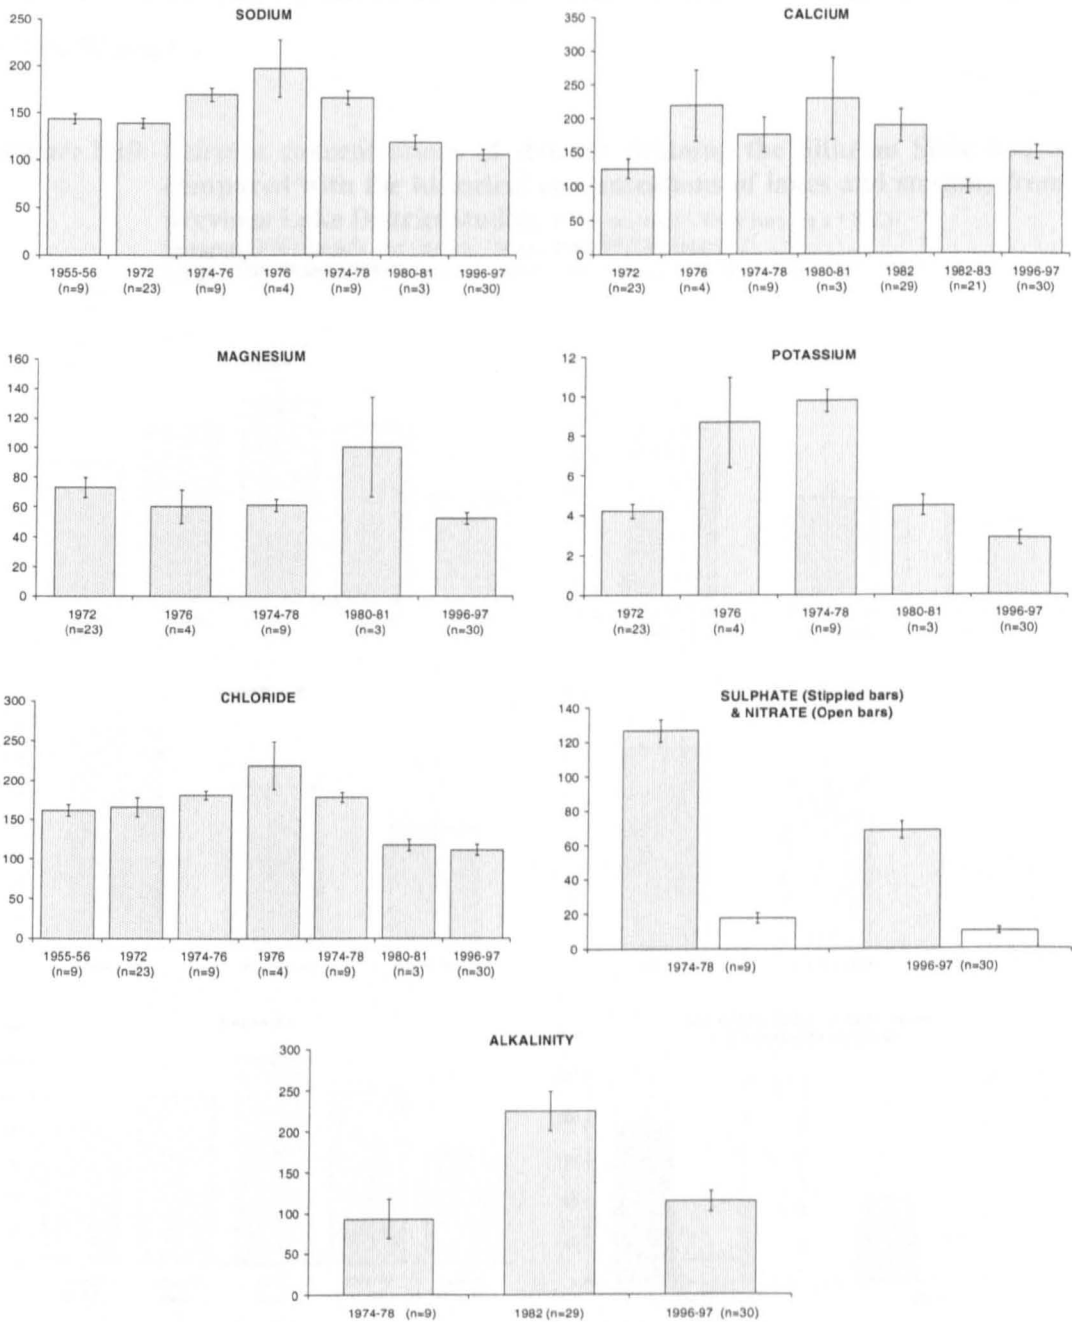 SODIUM
250
200
150
100
50
0
1955-56 1972 1974-76 1976 1974-78 1980-81 1996-97
(n=9) (n=23) (n=9) (n=4) (n=9) (n=3) (n=30)
CALCIUM
350
300
250
200
150
100
50
0
1972 1976 1974-78 1980-81 1982 1982-83 1996-97
(n=23) (n=4) (n=9) (n=3) (n=29) (n=21) (n=30)
MAGNESIUM
160
140
120
100
80
60
40
20
0
1972 1976 1974-78 1980-81 1996-97
(n=23) (n=4) (n=9) (n=3) (n=30)
POTASSIUM
12
10
8
6
4
2
0
1972 1976 1974-78 1980-81 1996-97
(n=23) (n=4) (n=9) (n=3) (n=30)
CHLORIDE
300
250
200
150
100
50
0
1955-56 1972 1974-76 1976 1974-78 1980-81 1996-97
(n=9) (n=23) (n=9) (n=4) (n=9) (n=3) (n=30)
SULPHATE (Stippled bars)
& NITRATE (Open bars)
140
120
100
80
60
40
20
0
1974-78 (n=9) 1996-97 (n=30)
ALKALINITY
300
250
200
150
100
50
0
1974-78 (n=9) 1982 (n=29) 1996-97 (n=30)